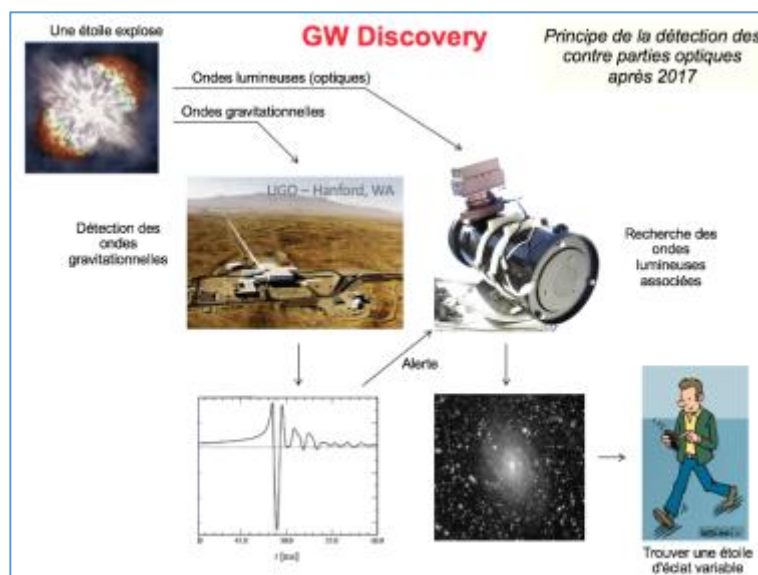 Une étoile explose
GW Discovery
Principe de la détection des
contre parties optiques
après 2017
Ondes lumineuses (optiques)
Ondes gravitationnelles
LIGO – Hanford, WA
Détection des
ondes
gravitationnelles
Recherche des
ondes
lumineuses
associées
Alerte
Trouver une étoile
d'éclat variable